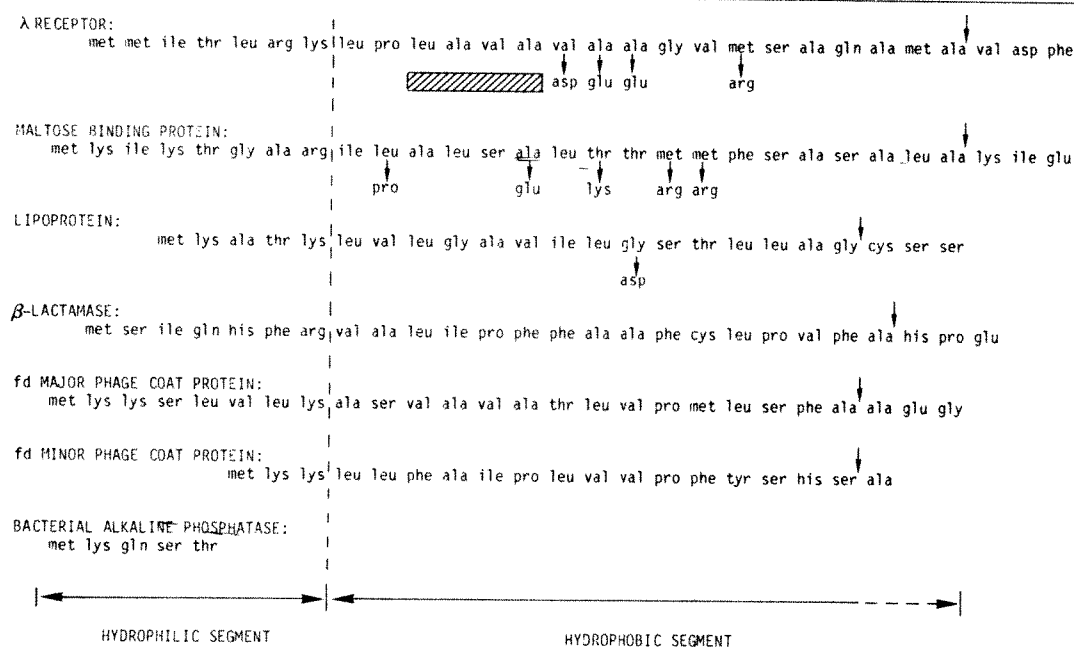 λ RECEPTOR:
met met ile thr leu arg lys leu pro leu ala val ala val ala ala gly val met ser ala gln ala met ala val asp phe
asp glu glu arg
MALTOSE BINDING PROTEIN:
met lys ile lys thr gly ala arg ile leu ala leu ser ala leu thr thr met met phe ser ala ser ala leu ala lys ile glu
pro glu lys arg arg
LIPOPROTEIN:
met lys ala thr lys leu val leu gly ala val ile leu gly ser thr leu leu ala gly cys ser ser
asp
β-LACTAMASE:
met ser ile gln his phe arg val ala leu ile pro phe phe ala ala phe cys leu pro val phe ala his pro glu
fd MAJOR PHAGE COAT PROTEIN:
met lys lys ser leu val leu lys ala ser val ala val ala thr leu val pro met leu ser phe ala ala glu gly
fd MINOR PHAGE COAT PROTEIN:
met lys lys leu leu phe ala ile pro leu val val pro phe tyr ser his ser ala
BACTERIAL ALKALINE PHOSPHATASE:
met lys gln ser thr
HYDROPHILIC SEGMENT HYDROPHOBIC SEGMENT